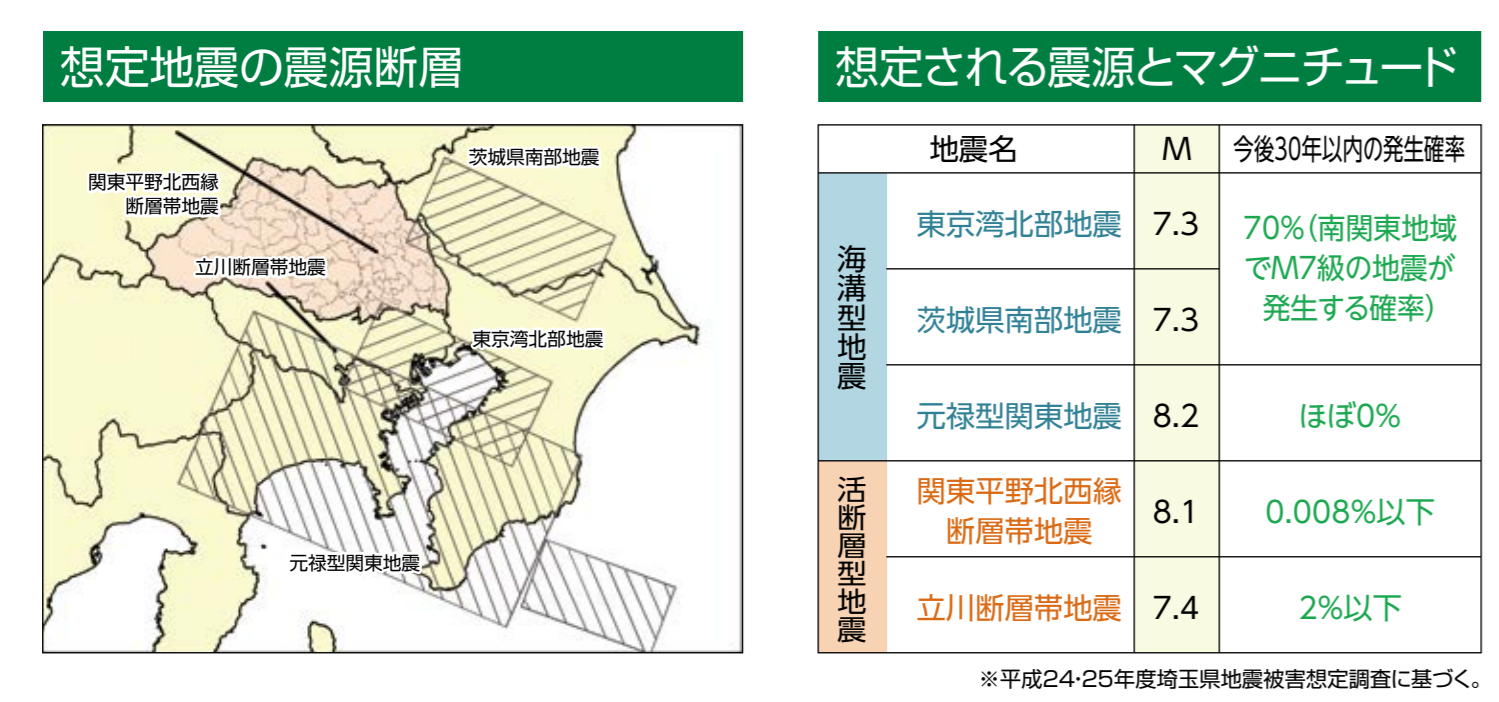 想定地震の震源断層
茨城県南部地震
関東平野北西縁
断層帯地震
立川断層帯地震
東京湾北部地震
元禄型関東地震
想定される震源とマグニチュード
地震名 M 今後30年以内の発生確率
海溝型地震
東京湾北部地震 7.3
茨城県南部地震 7.3
70%(南関東地域
でM7級の地震が
発生する確率)
元禄型関東地震 8.2 ほぼ0%
活断層型地震
関東平野北西縁
断層帯地震 8.1 0.008%以下
立川断層帯地震 7.4 2%以下
※平成24・25年度埼玉県地震被害想定調査に基づく。